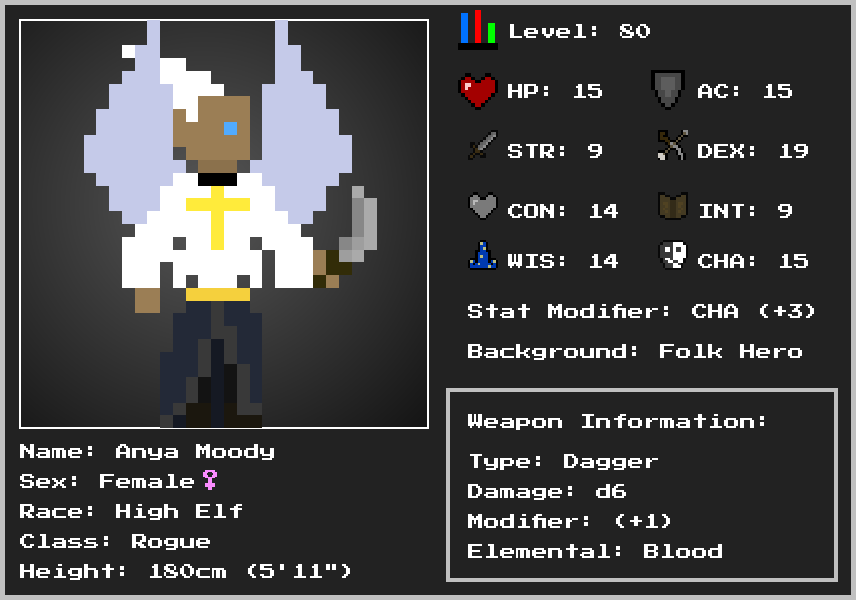 Level: 80
HP: 15
AC: 15
STR: 9
DEX: 19
CON: 14
INT: 9
WIS: 14
CHA: 15
Stat Modifier: CHA (+3)
Background: Folk Hero
Weapon Information:
Type: Dagger
Damage: d6
Modifier: (+1)
Elemental: Blood
Name: Anya Moody
Sex: Female♀
Race: High Elf
Class: Rogue
Height: 180cm (5'11")